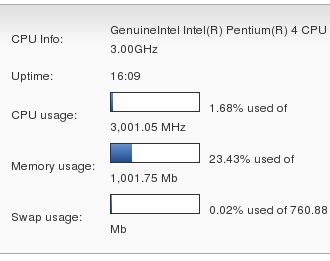 CPU Info: GenuineIntel Intel(R) Pentium(R) 4 CPU
3.00GHz
Uptime: 16:09
CPU usage: 1.68% used of
3,001.05 MHz
Memory usage: 23.43% used of
1,001.75 Mb
Swap usage: 0.02% used of 760.88
Mb